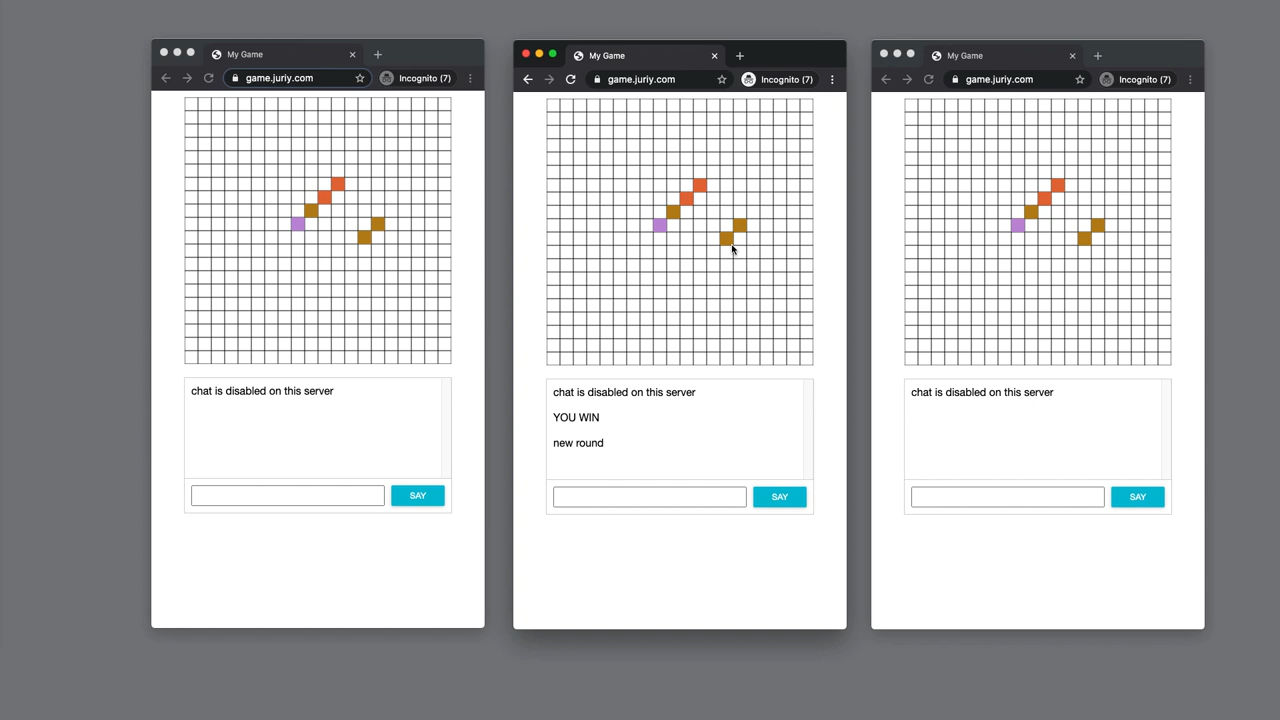 My Game
game.juriy.com
Incognito (7)
chat is disabled on this server
SAY
My Game
game.juriy.com
Incognito (7)
chat is disabled on this server
YOU WIN
new round
SAY
My Game
game.juriy.com
Incognito (7)
chat is disabled on this server
SAY